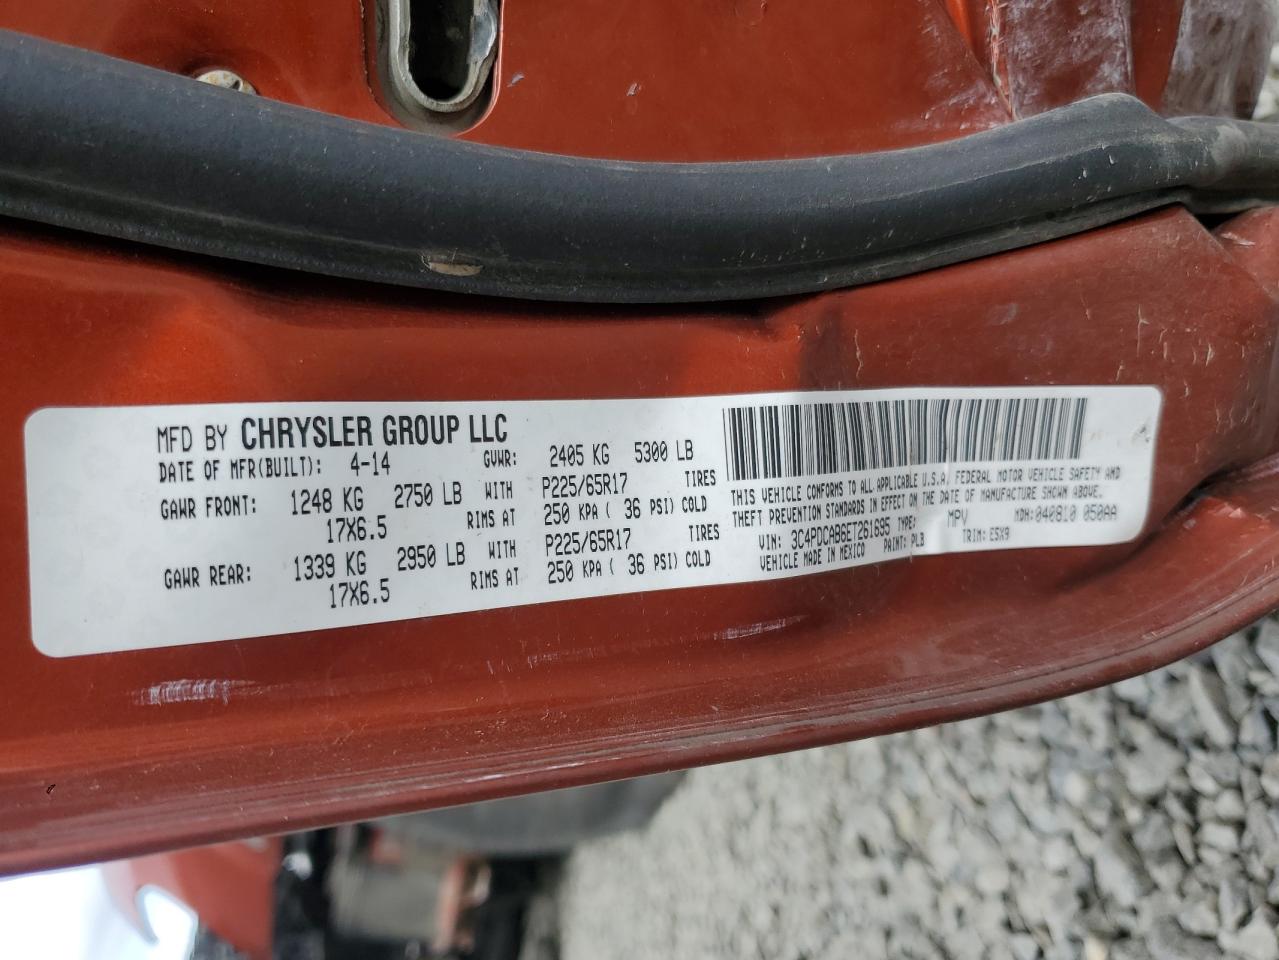 MFD BY CHRYSLER GROUP LLC
DATE OF MFR(BUILT): 4-14 GVWR: 2405 KG 5300 LB
GAWR FRONT: 1248 KG 2750 LB WITH P225/65R17 TIRES
17X6.5 RIMS AT 250 KPA ( 36 PSI) COLD
GAWR REAR: 1339 KG 2950 LB WITH P225/65R17 TIRES
17X6.5 RIMS AT 250 KPA ( 36 PSI) COLD
THIS VEHICLE CONFORMS TO ALL APPLICABLE U.S.A. FEDERAL MOTOR VEHICLE SAFETY AND
THEFT PREVENTION STANDARDS IN EFFECT ON THE DATE OF MANUFACTURE SHOWN ABOVE.
VIN: 3C4PDCAB6ET261695 TYPE: MPV MDH: 040810 050AA
VEHICLE MADE IN MEXICO PAINT: PLB TRIM: E5X9